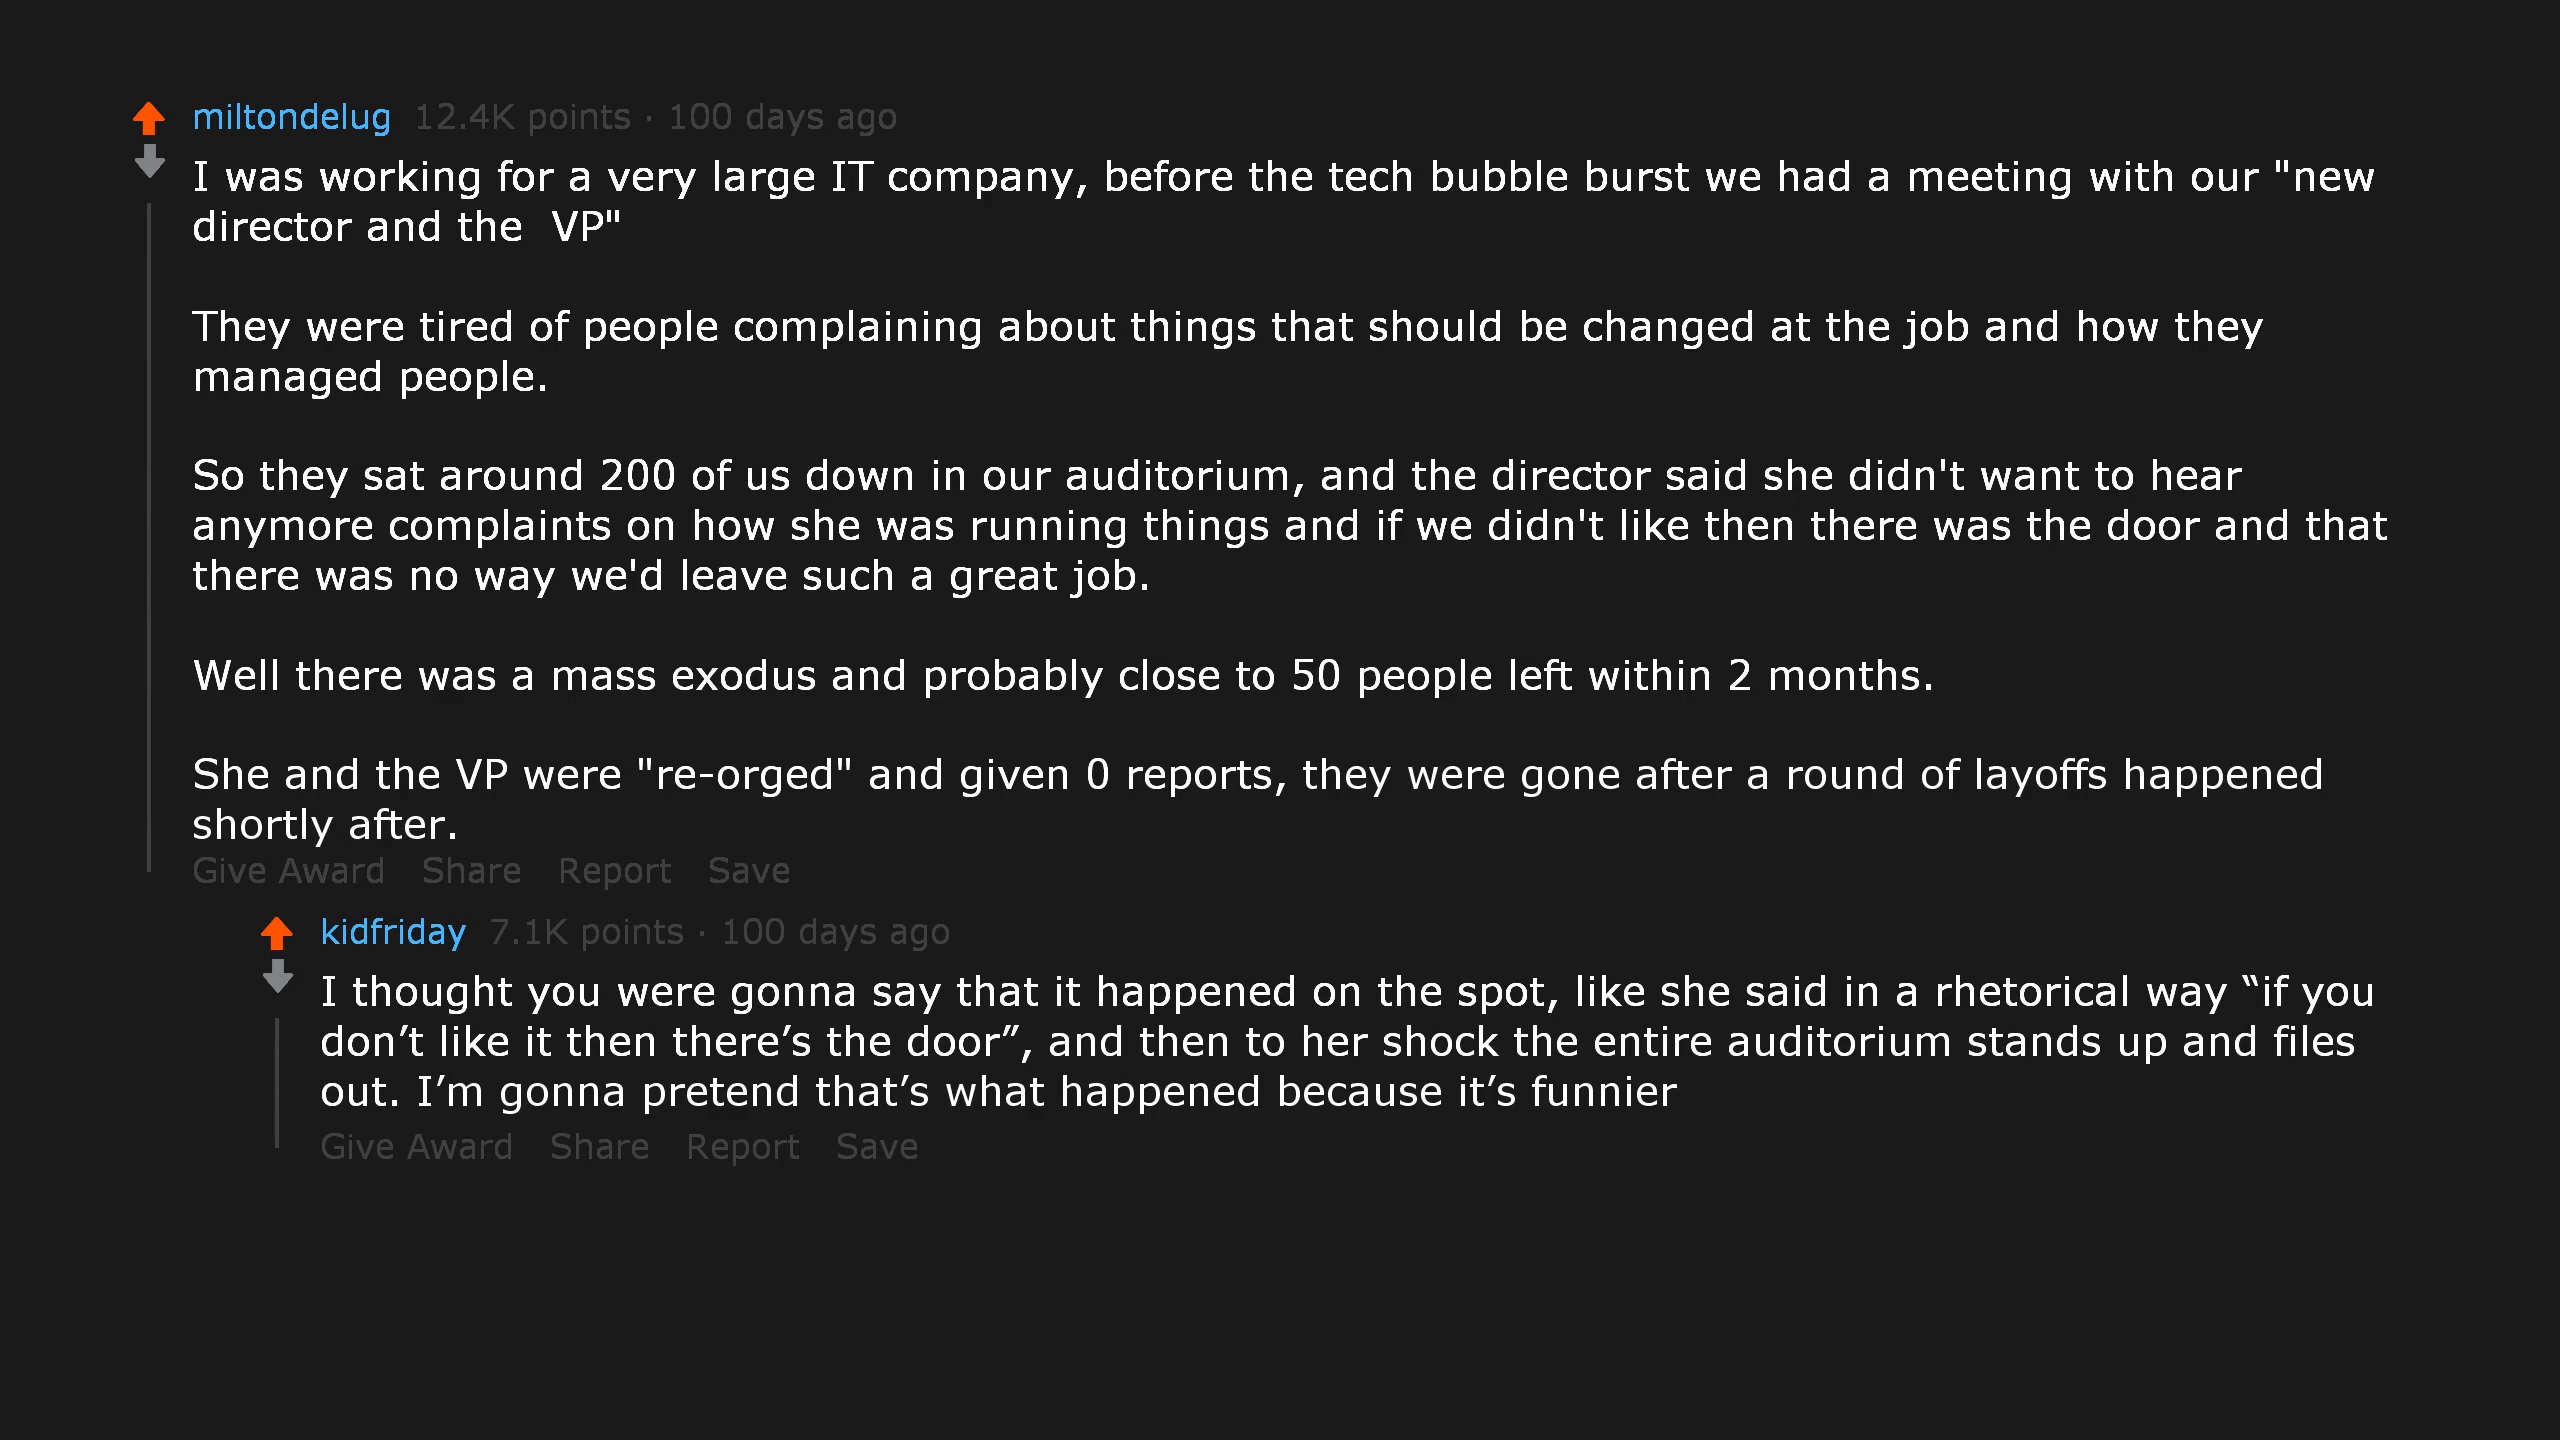 miltondelug 12.4K points · 100 days ago
I was working for a very large IT company, before the tech bubble burst we had a meeting with our "new
director and the  VP"
They were tired of people complaining about things that should be changed at the job and how they
managed people.
So they sat around 200 of us down in our auditorium, and the director said she didn't want to hear
anymore complaints on how she was running things and if we didn't like then there was the door and that
there was no way we'd leave such a great job.
Well there was a mass exodus and probably close to 50 people left within 2 months.
She and the VP were "re-orged" and given 0 reports, they were gone after a round of layoffs happened
shortly after.
Give Award Share Report Save
kidfriday 7.1K points · 100 days ago
I thought you were gonna say that it happened on the spot, like she said in a rhetorical way “if you
don’t like it then there’s the door”, and then to her shock the entire auditorium stands up and files
out. I’m gonna pretend that’s what happened because it’s funnier
Give Award Share Report Save